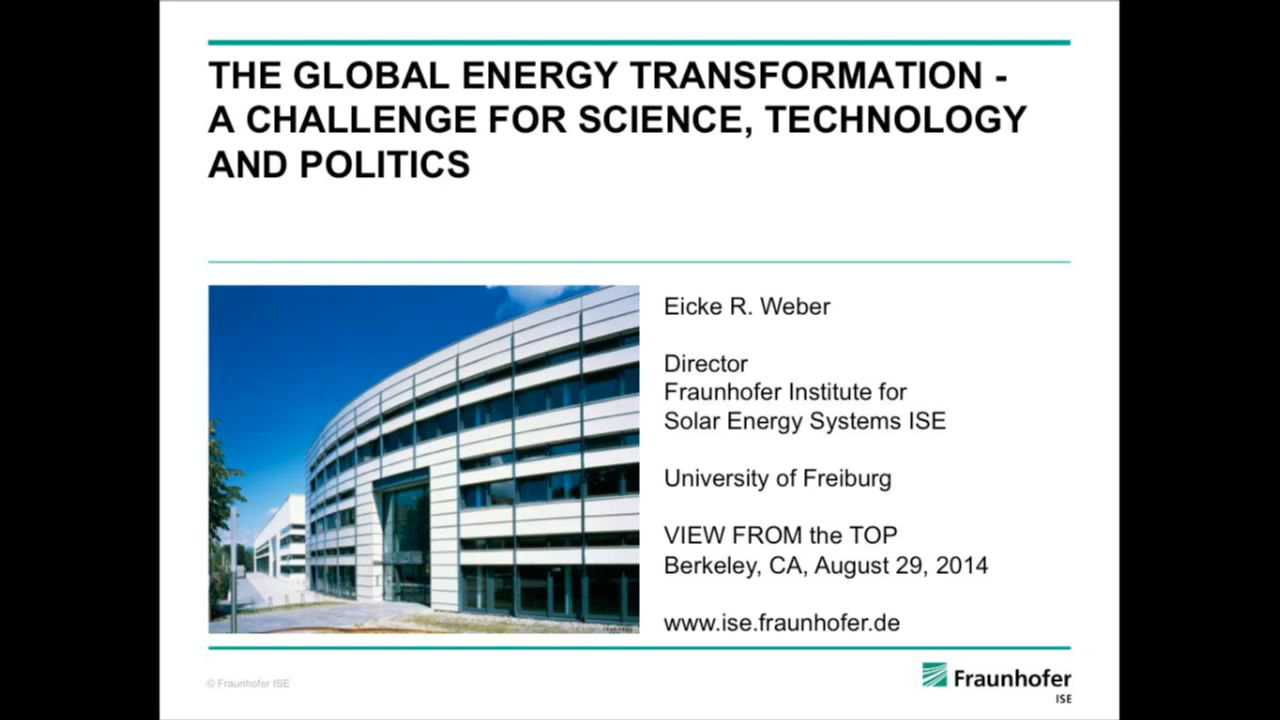 THE GLOBAL ENERGY TRANSFORMATION -
A CHALLENGE FOR SCIENCE, TECHNOLOGY
AND POLITICS
Eicke R. Weber
Director
Fraunhofer Institute for
Solar Energy Systems ISE
University of Freiburg
VIEW FROM the TOP
Berkeley, CA, August 29, 2014
www.ise.fraunhofer.de
© Fraunhofer ISE
Fraunhofer
ISE